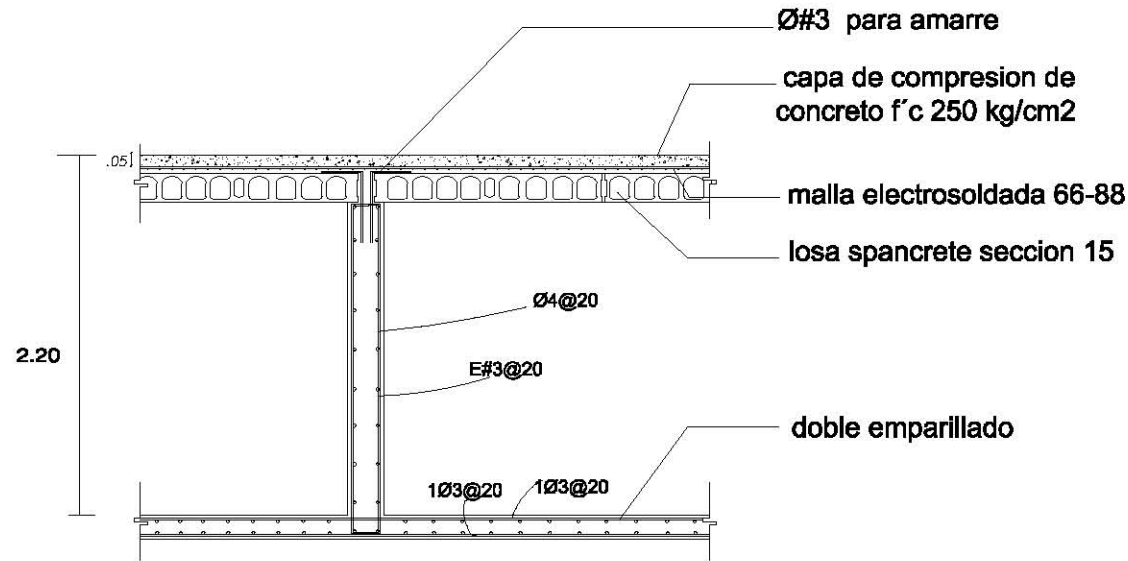 Ø#3 para amarre
capa de compresion de
concreto f´c 250 kg/cm2
.05
malla electrosoldada 66-88
losa spancrete seccion 15
Ø4@20
2.20
E#3@20
doble emparillado
1Ø3@20 1Ø3@20